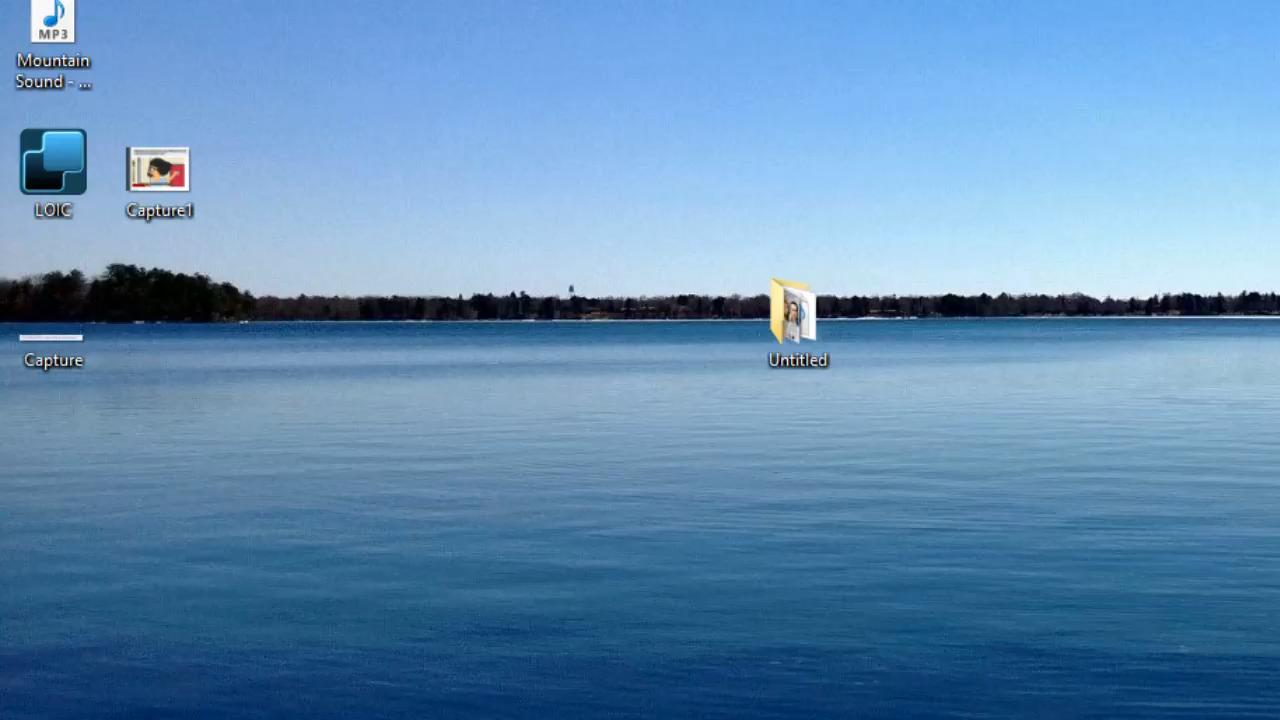 MP3
Mountain
Sound - ...
LOIC
Capture1
Capture
Untitled